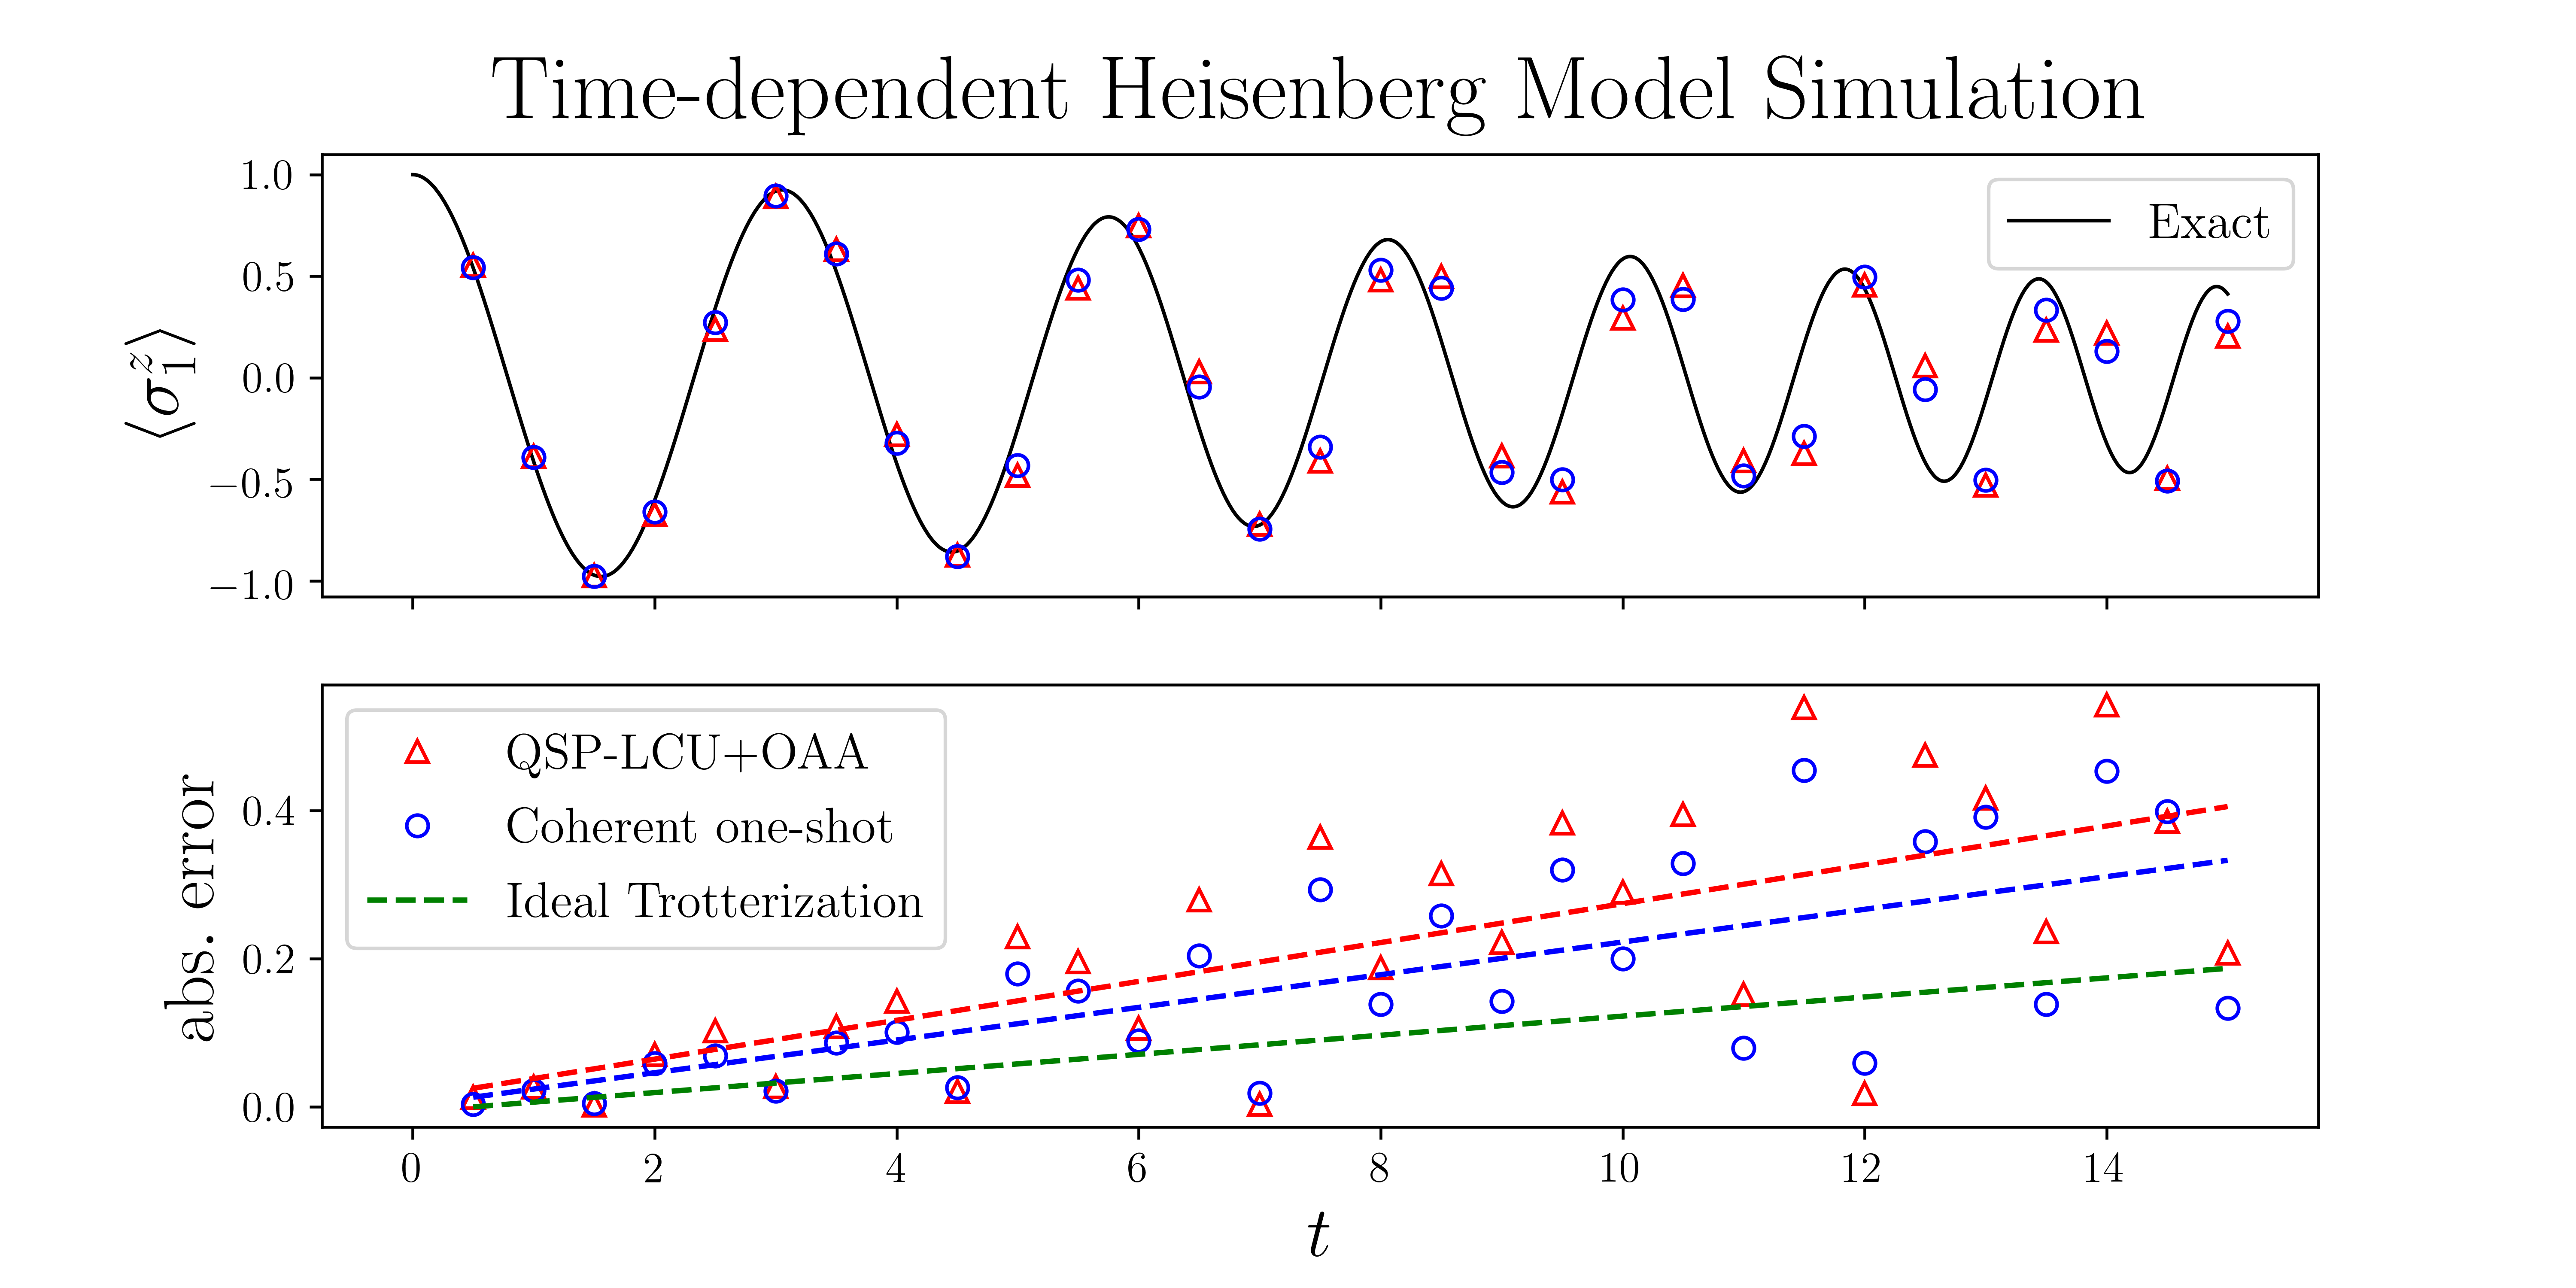 Time-dependent Heisenberg Model Simulation
⟨σ₁ᶻ⟩
1.0
0.5
0.0
−0.5
−1.0
Exact
abs. error
0.4
0.2
0.0
QSP-LCU+OAA
Coherent one-shot
Ideal Trotterization
0 2 4 6 8 10 12 14
t